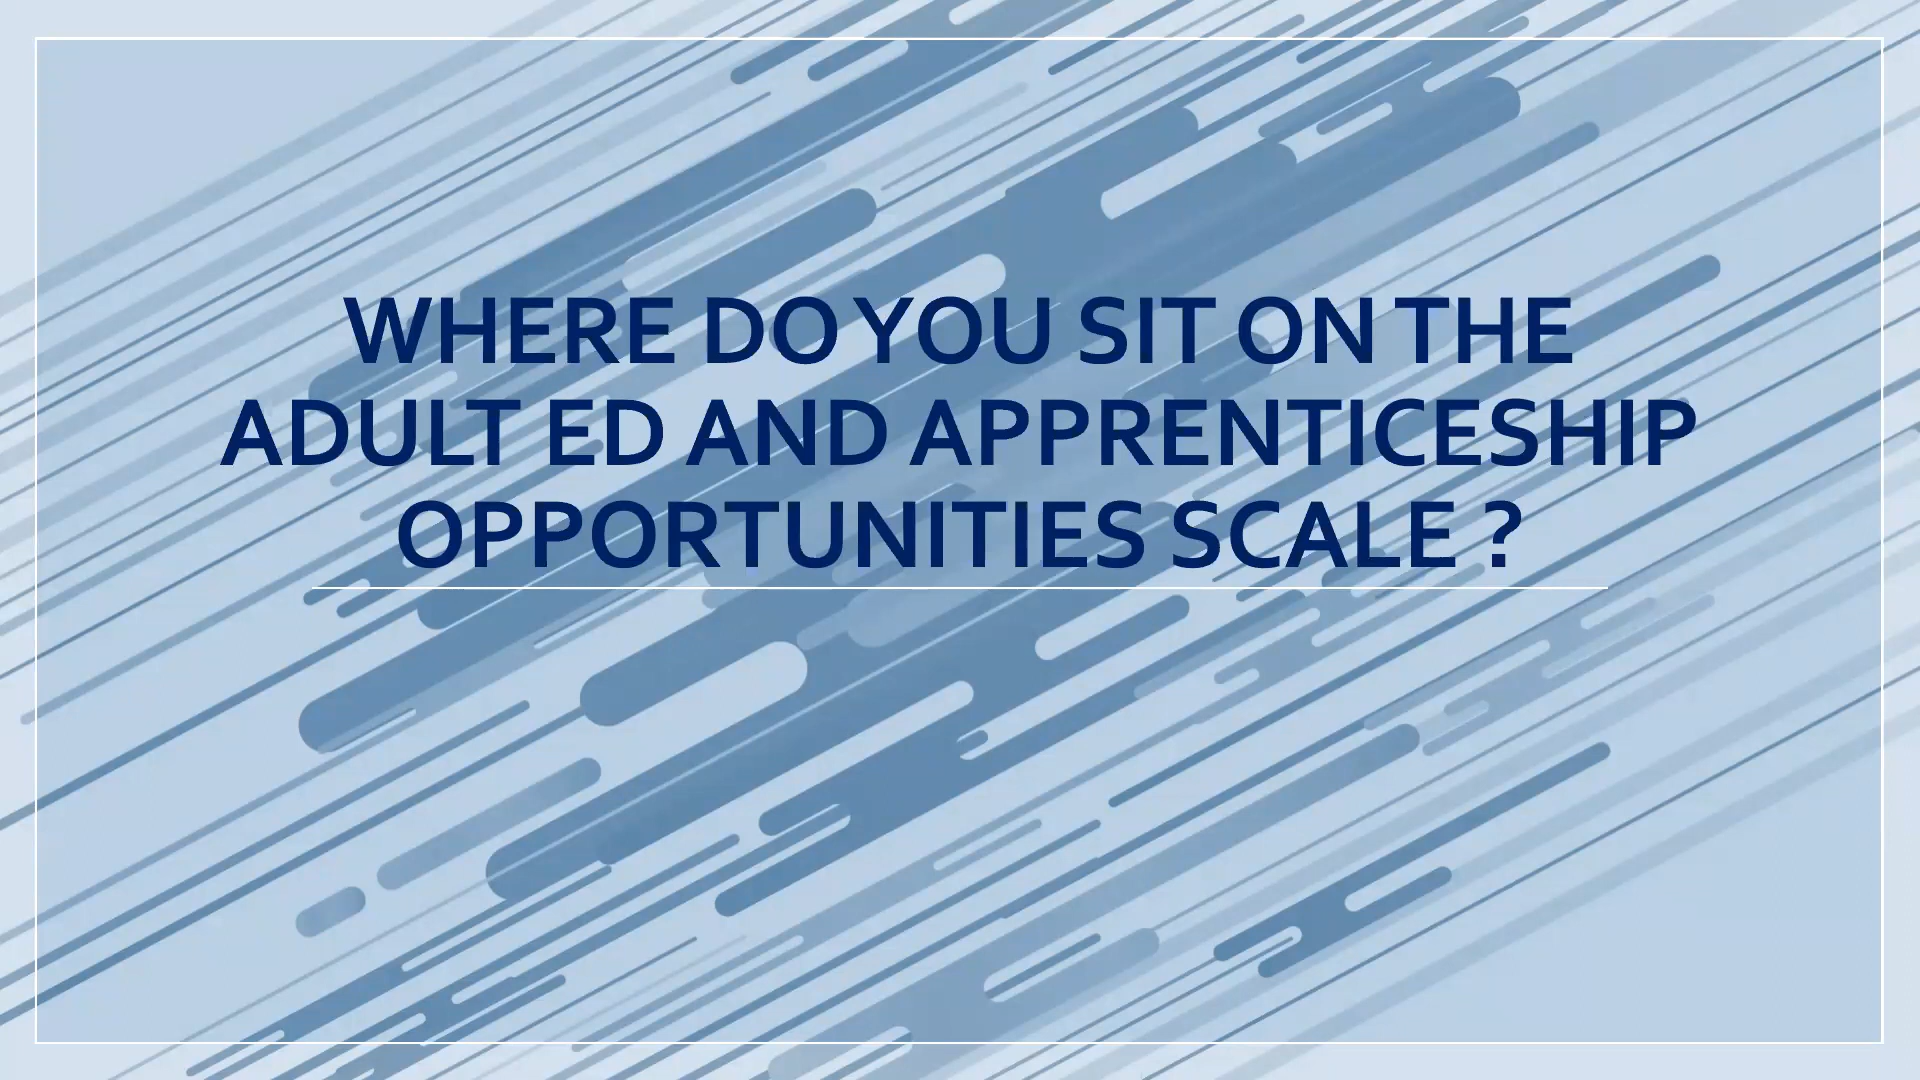 WHERE DO YOU SIT ON THE
ADULT ED AND APPRENTICESHIP
OPPORTUNITIES SCALE ?